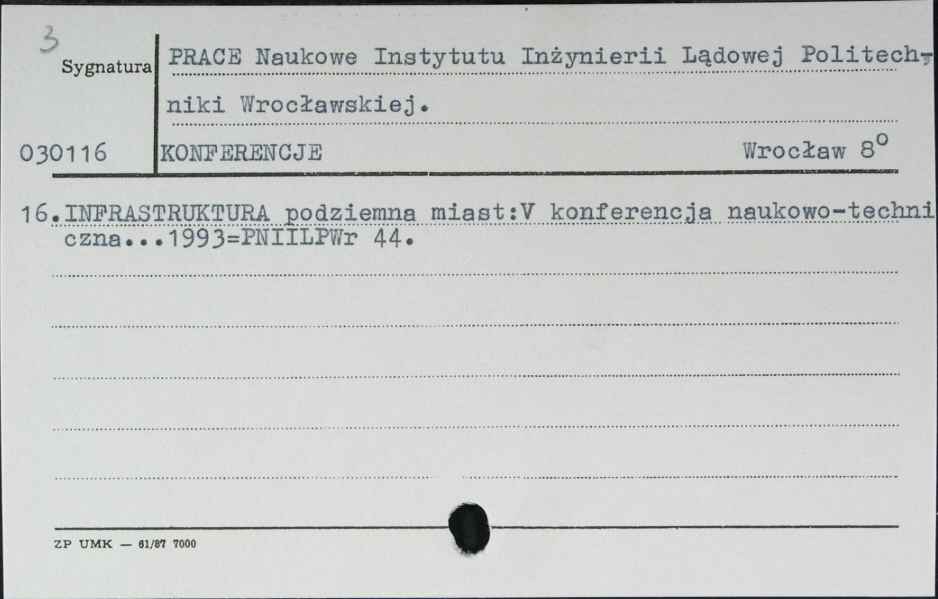 3
Sygnatura
PRACE Naukowe Instytutu Inżynierii Lądowej Politech-
niki Wrocławskiej.
030116
KONFERENCJE Wrocław 8°
16.INFRASTRUKTURA podziemna miast:V konferencja naukowo-techni
czna...1993=PNIILPWr 44.
ZP UMK — 61/87 7000